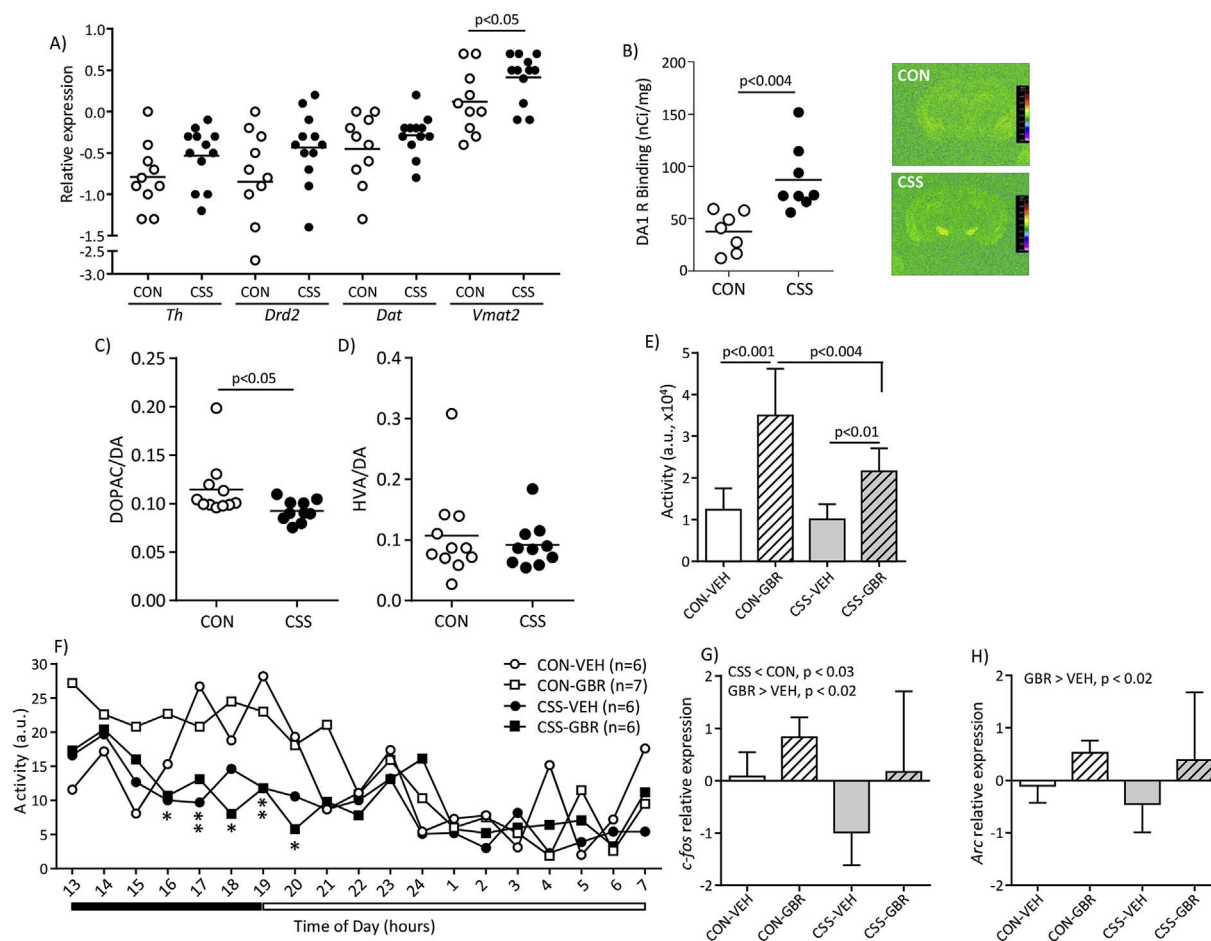 A)
Relative expression
1.0
0.5
0.0
-0.5
-1.0
-1.5
-2.5
-3.0
p<0.05
CON CSS CON CSS CON CSS CON CSS
Th Drd2 Dat Vmat2
B)
DA1 R Binding (nCi/mg)
200
150
100
50
0
p<0.004
CON CSS
CON
CSS
C)
DOPAC/DA
0.25
0.20
0.15
0.10
0.05
0.00
p<0.05
CON CSS
D)
HVA/DA
0.4
0.3
0.2
0.1
0.0
CON CSS
E)
Activity (a.u., x10⁴)
5
4
3
2
1
0
p<0.001 p<0.004
p<0.01
CON-VEH CON-GBR CSS-VEH CSS-GBR
F)
Activity (a.u.)
30
25
20
15
10
5
0
CON-VEH (n=6)
CON-GBR (n=7)
CSS-VEH (n=6)
CSS-GBR (n=6)
* ** * ** *
13 14 15 16 17 18 19 20 21 22 23 24 1 2 3 4 5 6 7
Time of Day (hours)
G)
CSS < CON, p < 0.03
GBR > VEH, p < 0.02
c-fos relative expression
2
1
0
-1
-2
CON-VEH CON-GBR CSS-VEH CSS-GBR
H)
GBR > VEH, p < 0.02
Arc relative expression
2
1
0
-1
-2
CON-VEH CON-GBR CSS-VEH CSS-GBR